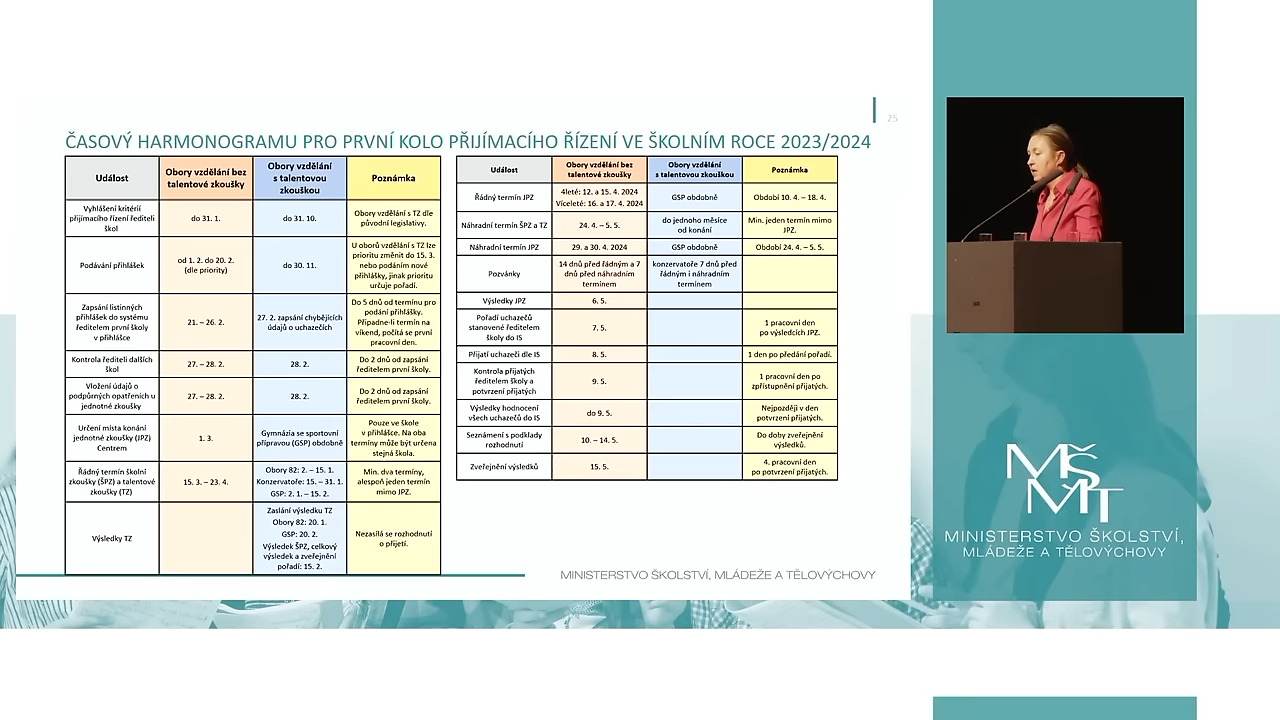 25
ČASOVÝ HARMONOGRAMU PRO PRVNÍ KOLO PŘIJÍMACÍHO ŘÍZENÍ VE ŠKOLNÍM ROCE 2023/2024
Událost
Obory vzdělání bez
talentové zkoušky
Obory vzdělání
s talentovou
zkouškou
Poznámka
Vyhlášení kritérií
přijímacího řízení řediteli
škol
do 31. 1.
do 31. 10.
Obory vzdělání s TZ dle
původní legislativy.
Podávání přihlášek
od 1. 2. do 20. 2.
(dle priority)
do 30. 11.
U oborů vzdělání s TZ lze
prioritu změnit do 15. 3.
nebo podáním nové
přihlášky, jinak prioritu
určuje pořadí.
Zapsání listinných
přihlášek do systému
ředitelem první školy
v přihlášce
21. – 26. 2.
27. 2. zapsání chybějících
údajů o uchazečích
Do 5 dnů od termínu pro
podání přihlášky.
Případne-li termín na
víkend, počítá se první
pracovní den.
Kontrola řediteli dalších
škol
27. – 28. 2.
28. 2.
Do 2 dnů od zapsání
ředitelem první školy.
Vložení údajů o
podpůrných opatřeních u
jednotné zkoušky
27. – 28. 2.
28. 2.
Do 2 dnů od zapsání
ředitelem první školy.
Určení místa konání
jednotné zkoušky (JPZ)
Centrem
1. 3.
Gymnázia se sportovní
přípravou (GSP) obdobně
Pouze ve škole
v přihlášce. Na oba
termíny může být určena
stejná škola.
Řádný termín školní
zkoušky (ŠPZ) a talentové
zkoušky (TZ)
15. 3. – 23. 4.
Obory 82: 2. – 15. 1.
Konzervatoře: 15. – 31. 1.
GSP: 2. 1. – 15. 2.
Min. dva termíny,
alespoň jeden termín
mimo JPZ.
Výsledky TZ
Zaslání výsledku TZ
Obory 82: 20. 1.
GSP: 20. 2.
Výsledek ŠPZ, celkový
výsledek a zveřejnění
pořadí: 15. 2.
Nezasílá se rozhodnutí
o přijetí.
Událost
Obory vzdělání bez
talentové zkoušky
Obory vzdělání
s talentovou zkouškou
Poznámka
Řádný termín JPZ
4leté: 12. a 15. 4. 2024
Víceleté: 16. a 17. 4. 2024
GSP obdobně
Období 10. 4. – 18. 4.
Náhradní termín ŠPZ a TZ
24. 4. – 5. 5.
do jednoho měsíce
od konání
Min. jeden termín mimo
JPZ.
Náhradní termín JPZ
29. a 30. 4. 2024
GSP obdobně
Období 24. 4. – 5. 5.
Pozvánky
14 dnů před řádným a 7
dnů před náhradním
termínem
konzervatoře 7 dnů před
řádným i náhradním
termínem
Výsledky JPZ
6. 5.
Pořadí uchazečů
stanovené ředitelem
školy do IS
7. 5.
1 pracovní den
po výsledcích JPZ.
Přijatí uchazeči dle IS
8. 5.
1 den po předání pořadí.
Kontrola přijatých
ředitelem školy a
potvrzení přijatých
9. 5.
1 pracovní den po
zpřístupnění přijatých.
Výsledky hodnocení
všech uchazečů do IS
do 9. 5.
Nejpozději v den
potvrzení přijatých.
Seznámení s podklady
rozhodnutí
10. – 14. 5.
Do doby zveřejnění
výsledků.
Zveřejnění výsledků
15. 5.
4. pracovní den
po potvrzení přijatých.
MINISTERSTVO ŠKOLSTVÍ, MLÁDEŽE A TĚLOVÝCHOVY
MŠMT
MINISTERSTVO ŠKOLSTVÍ,
MLÁDEŽE A TĚLOVÝCHOVY